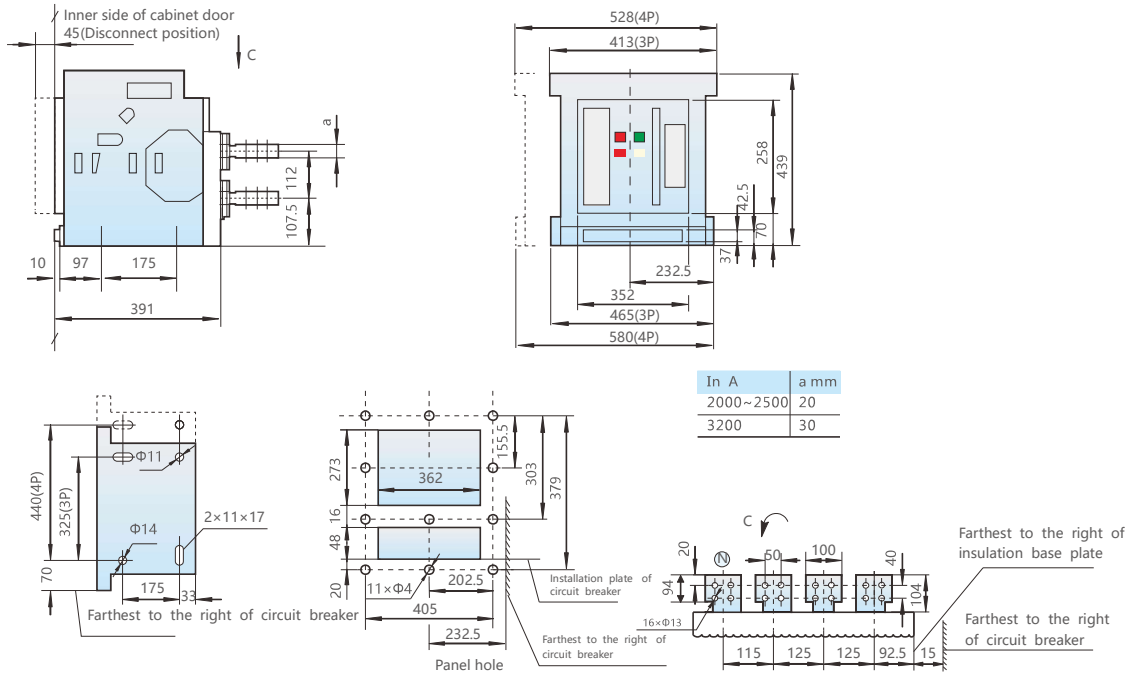 Inner side of cabinet door
45(Disconnect position)
C
a
112
107.5
10
97
175
391
528(4P)
413(3P)
258
439
42.5
70
37
232.5
352
465(3P)
580(4P)
In A
a mm
2000~2500
20
3200
30
440(4P)
325(3P)
70
Φ11
Φ14
2×11×17
175
33
Farthest to the right of circuit breaker
273
16
48
20
362
155.5
303
379
11×Φ4
202.5
405
232.5
Panel hole
Installation plate of
circuit breaker
Farthest to the right of
circuit breaker
C
20
94
N
50
100
40
104
16×Φ13
115
125
125
92.5
15
Farthest to the right of
insulation base plate
Farthest to the right
of circuit breaker